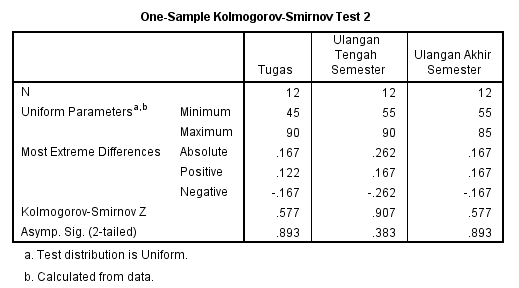 One-Sample Kolmogorov-Smirnov Test 2
Tugas Ulangan Tengah Semester Ulangan Akhir Semester
N 12 12 12
Uniform Parametersa,b Minimum 45 55 55
Maximum 90 90 85
Most Extreme Differences Absolute .167 .262 .167
Positive .122 .167 .167
Negative -.167 -.262 -.167
Kolmogorov-Smirnov Z .577 .907 .577
Asymp. Sig. (2-tailed) .893 .383 .893
a. Test distribution is Uniform.
b. Calculated from data.